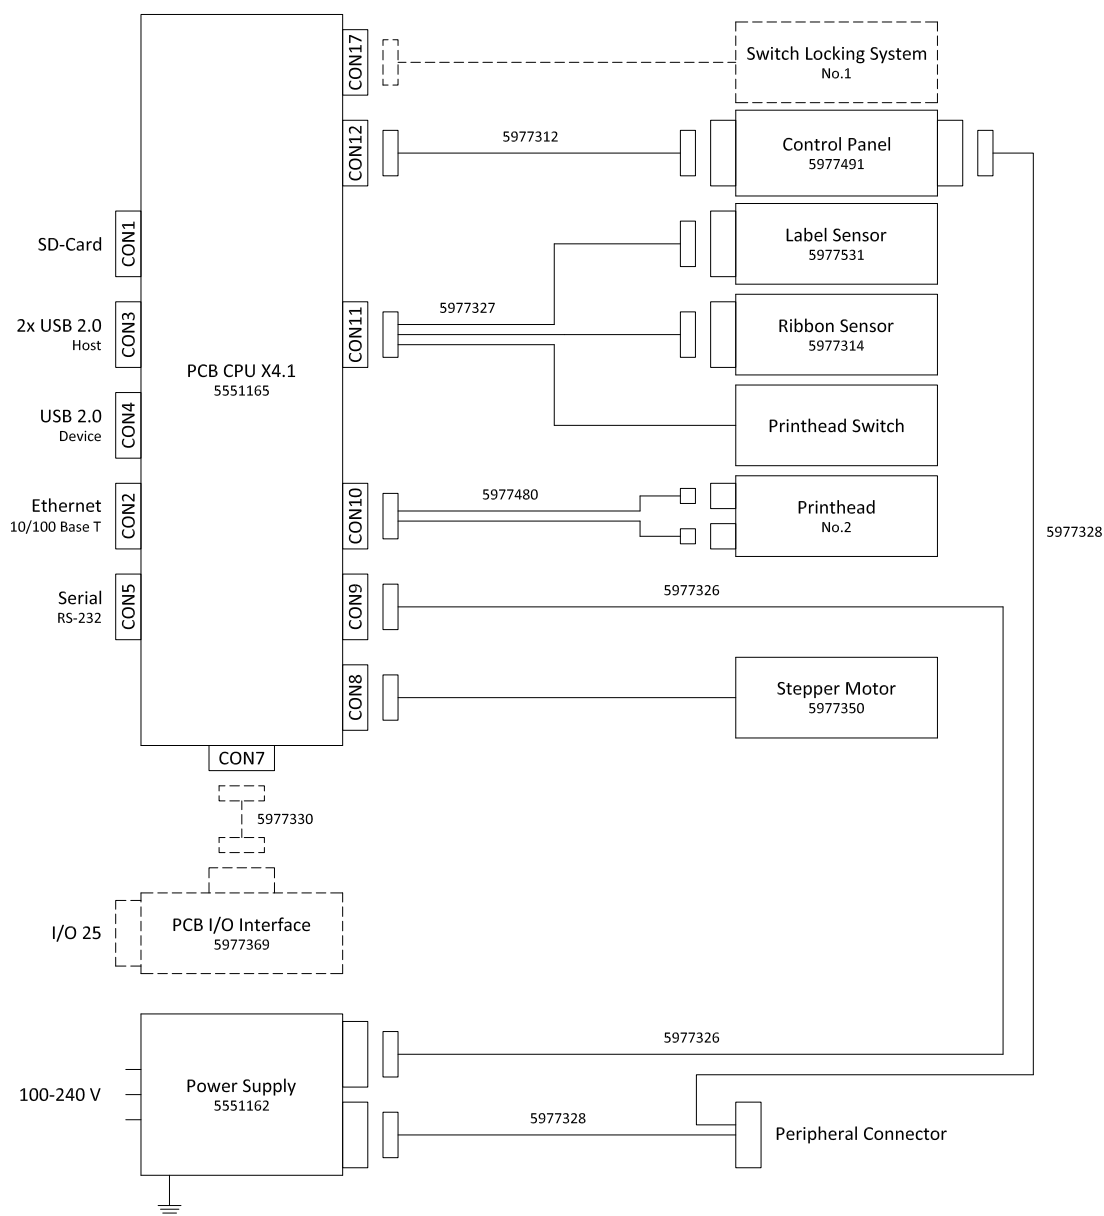 CON17
Switch Locking System
No.1
CON12
5977312
Control Panel
5977491
SD-Card
CON1
Label Sensor
5977531
2x USB 2.0
Host
CON3
CON11
5977327
Ribbon Sensor
5977314
PCB CPU X4.1
5551165
USB 2.0
Device
CON4
Printhead Switch
Ethernet
10/100 Base T
CON2
CON10
5977480
Printhead
No.2
5977328
Serial
RS-232
CON5
CON9
5977326
CON8
Stepper Motor
5977350
CON7
5977330
I/O 25
PCB I/O Interface
5977369
5977326
100-240 V
Power Supply
5551162
5977328
Peripheral Connector